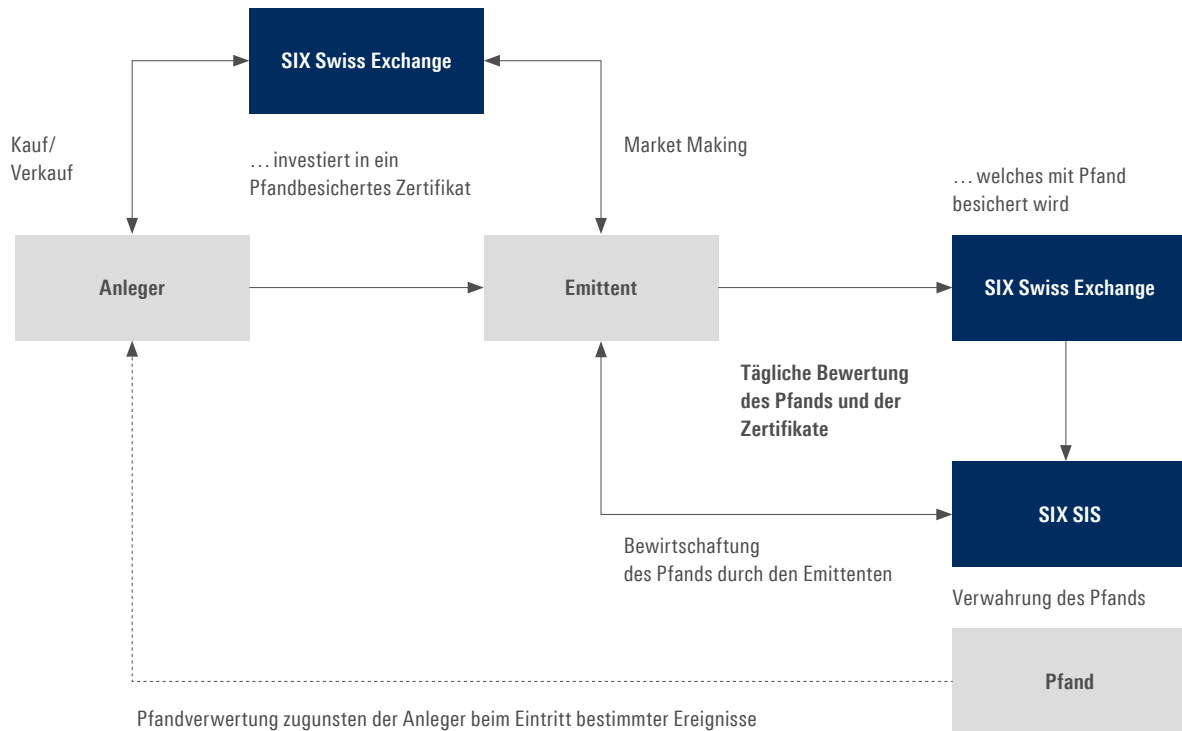 SIX Swiss Exchange
Kauf/
Verkauf
… investiert in ein
Pfandbesichertes Zertifikat
Market Making
… welches mit Pfand
besichert wird
Anleger
Emittent
SIX Swiss Exchange
Tägliche Bewertung
des Pfands und der
Zertifikate
SIX SIS
Bewirtschaftung
des Pfands durch den Emittenten
Verwahrung des Pfands
Pfand
Pfandverwertung zugunsten der Anleger beim Eintritt bestimmter Ereignisse